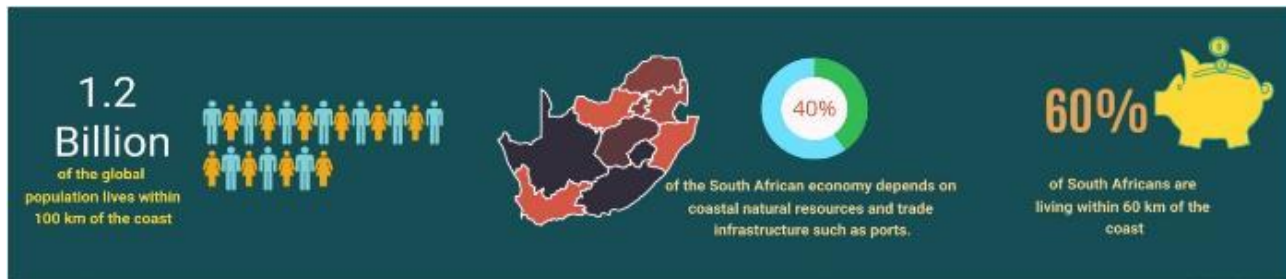 1.2
Billion
of the global
population lives within
100 km of the coast
40%
of the South African economy depends on
coastal natural resources and trade
infrastructure such as ports.
60%
of South Africans are
living within 60 km of the
coast